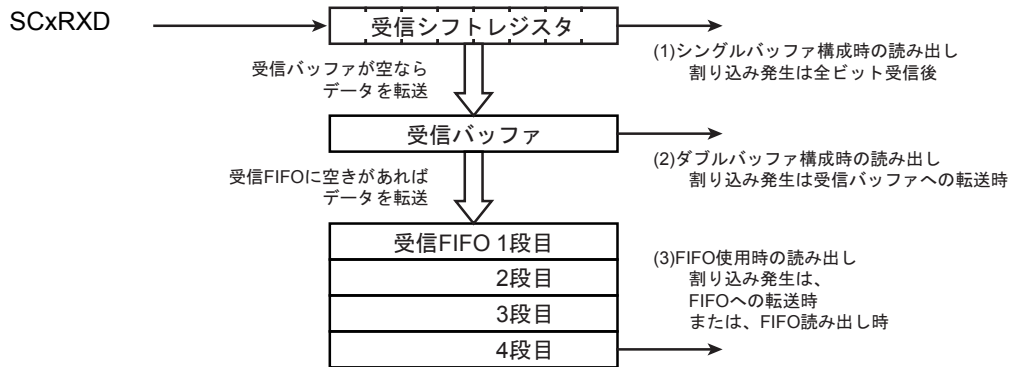 SCxRXD
受信シフトレジスタ
(1)シングルバッファ構成時の読み出し
割り込み発生は全ビット受信後
受信バッファが空なら
データを転送
受信バッファ
(2)ダブルバッファ構成時の読み出し
割り込み発生は受信バッファへの転送時
受信FIFOに空きがあれば
データを転送
受信FIFO 1段目
2段目
3段目
4段目
(3)FIFO使用時の読み出し
割り込み発生は、
FIFOへの転送時
または、FIFO読み出し時